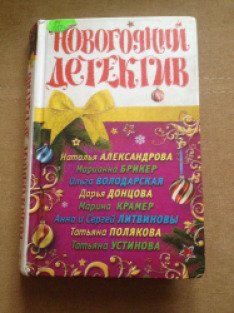 НОВОГОДНИЙ
ДЕТЕКТИВ
Наталья АЛЕКСАНДРОВА
Марианна БРИКЕР
Ольга ВОЛОДАРСКАЯ
Дарья ДОНЦОВА
Марина КРАМЕР
Анна и Сергей ЛИТВИНОВЫ
Татьяна ПОЛЯКОВА
Татьяна УСТИНОВА